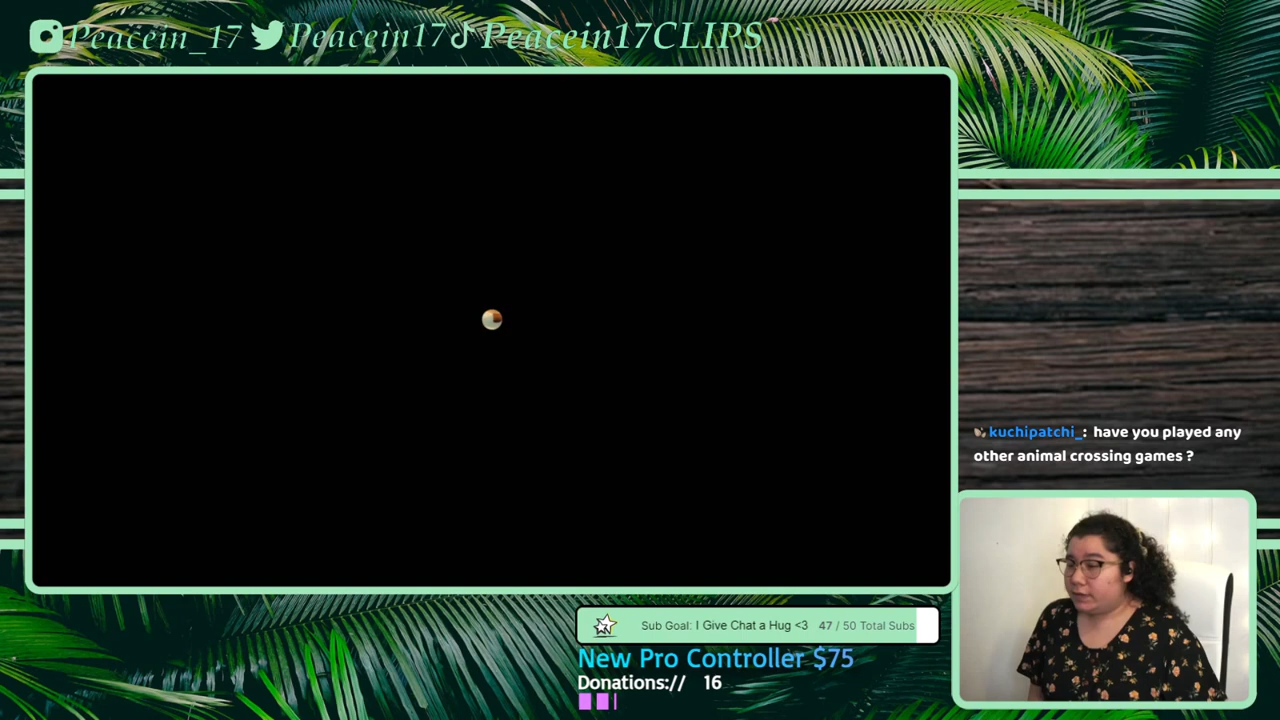 Peacein_17 Peacein17 Peacein17CLIPS
kuchipatchi_: have you played any
other animal crossing games ?
Sub Goal: I Give Chat a Hug <3 47 / 50 Total Subs
New Pro Controller $75
Donations:// 16